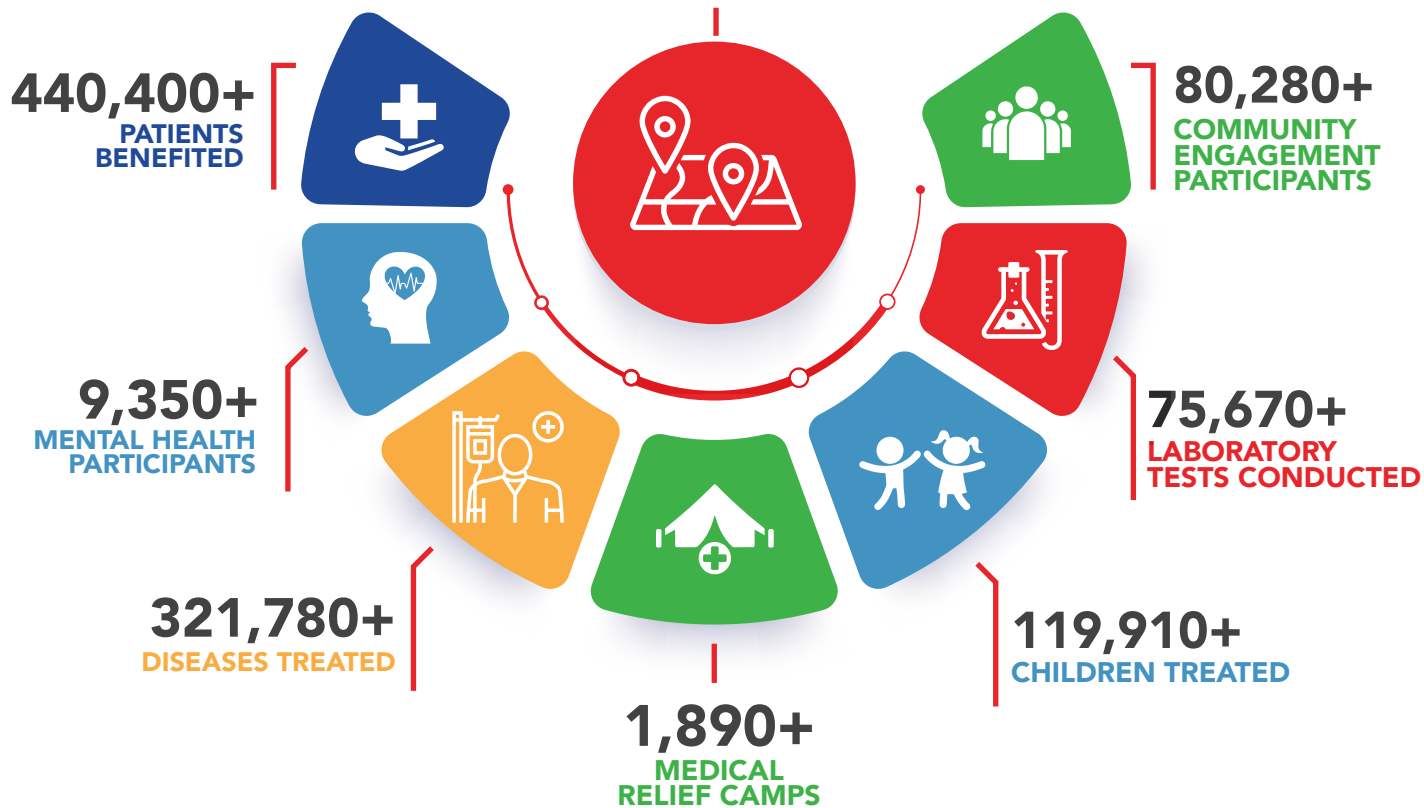 440,400+
PATIENTS
BENEFITED
9,350+
MENTAL HEALTH
PARTICIPANTS
321,780+
DISEASES TREATED
1,890+
MEDICAL
RELIEF CAMPS
119,910+
CHILDREN TREATED
75,670+
LABORATORY
TESTS CONDUCTED
80,280+
COMMUNITY
ENGAGEMENT
PARTICIPANTS